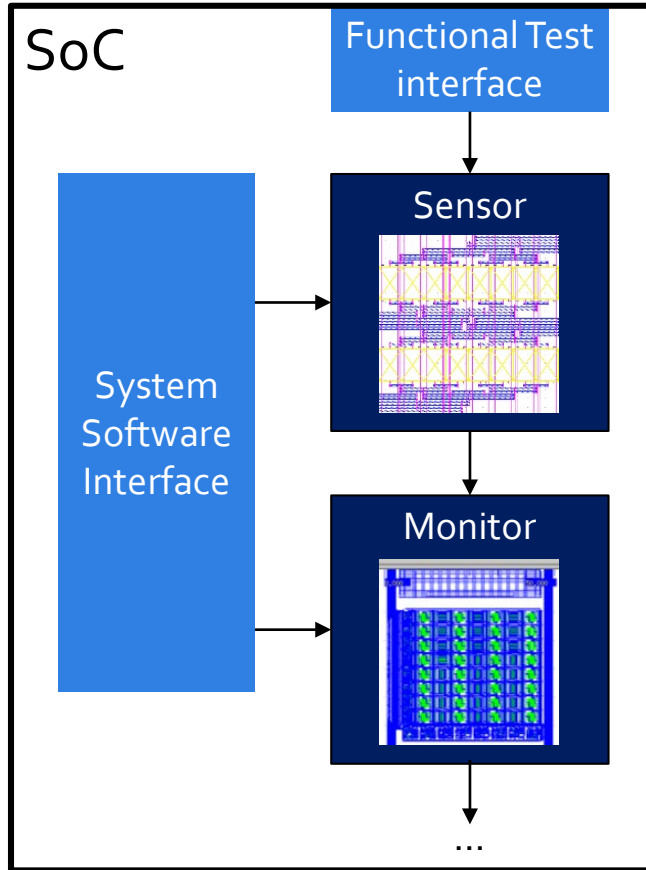 SoC
Functional Test
interface
Sensor
System
Software
Interface
Monitor
...